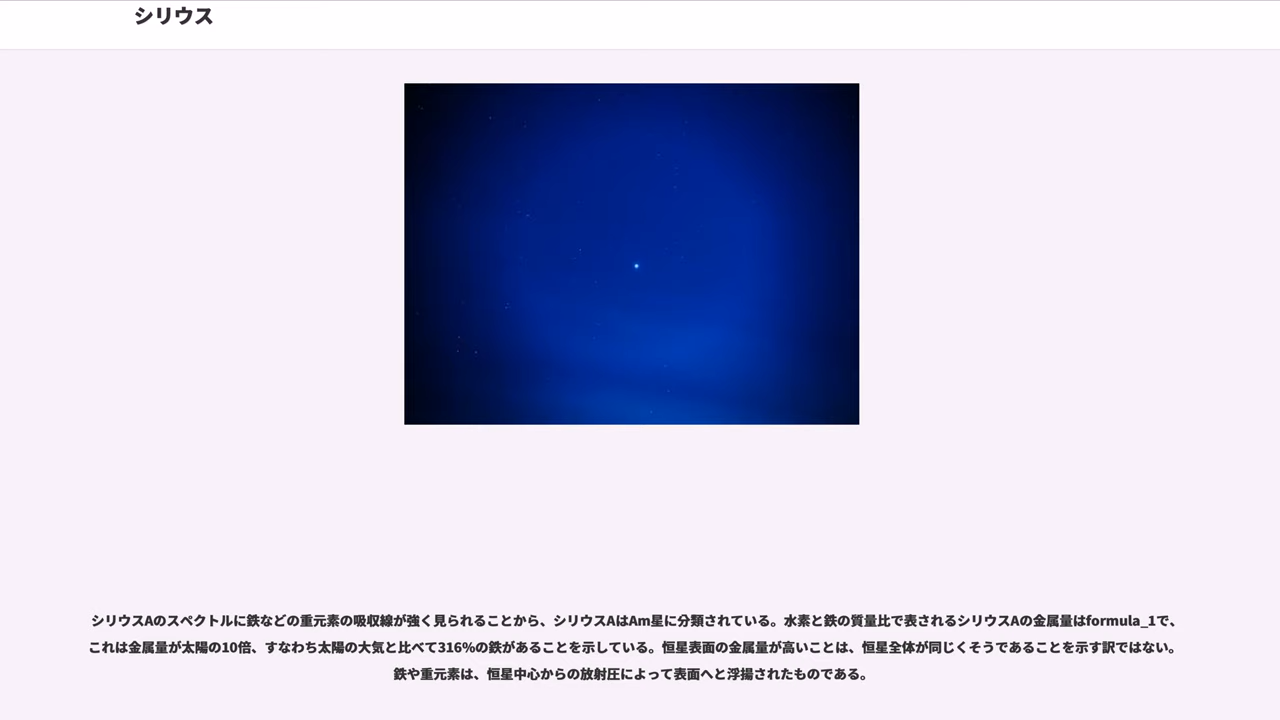 シリウス
シリウスAのスペクトルに鉄などの重元素の吸収線が強く見られることから、シリウスAはAm星に分類されている。水素と鉄の質量比で表されるシリウスAの金属量はformula_1で、
これは金属量が太陽の10倍、すなわち太陽の大気と比べて316%の鉄があることを示している。恒星表面の金属量が高いことは、恒星全体が同じくそうであることを示す訳ではない。
鉄や重元素は、恒星中心からの放射圧によって表面へと浮揚されたものである。